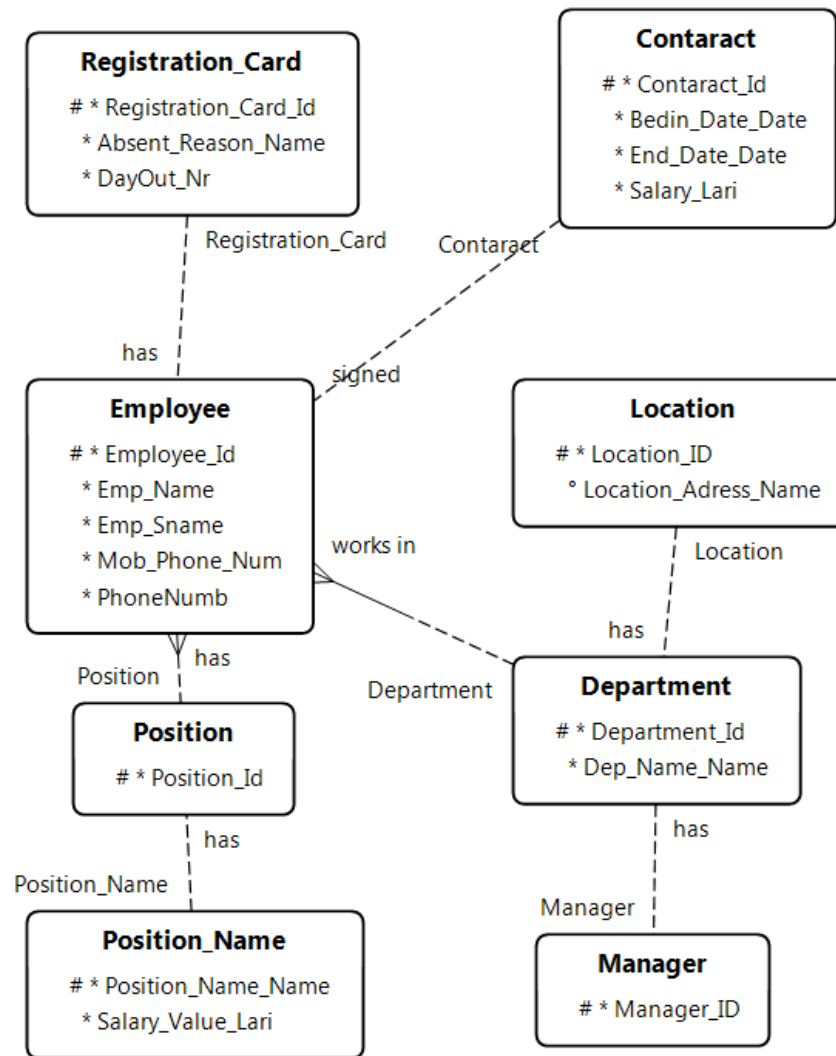 Registration_Card
# * Registration_Card_Id
* Absent_Reason_Name
* DayOut_Nr
Contaract
# * Contaract_Id
* Bedin_Date_Date
* End_Date_Date
* Salary_Lari
Registration_Card
Contaract
has
signed
Employee
# * Employee_Id
* Emp_Name
* Emp_Sname
* Mob_Phone_Num
* PhoneNumb
Location
# * Location_ID
° Location_Adress_Name
works in
Location
has
has
Position
Department
Position
# * Position_Id
Department
# * Department_Id
* Dep_Name_Name
has
has
Position_Name
Manager
Position_Name
# * Position_Name_Name
* Salary_Value_Lari
Manager
# * Manager_ID